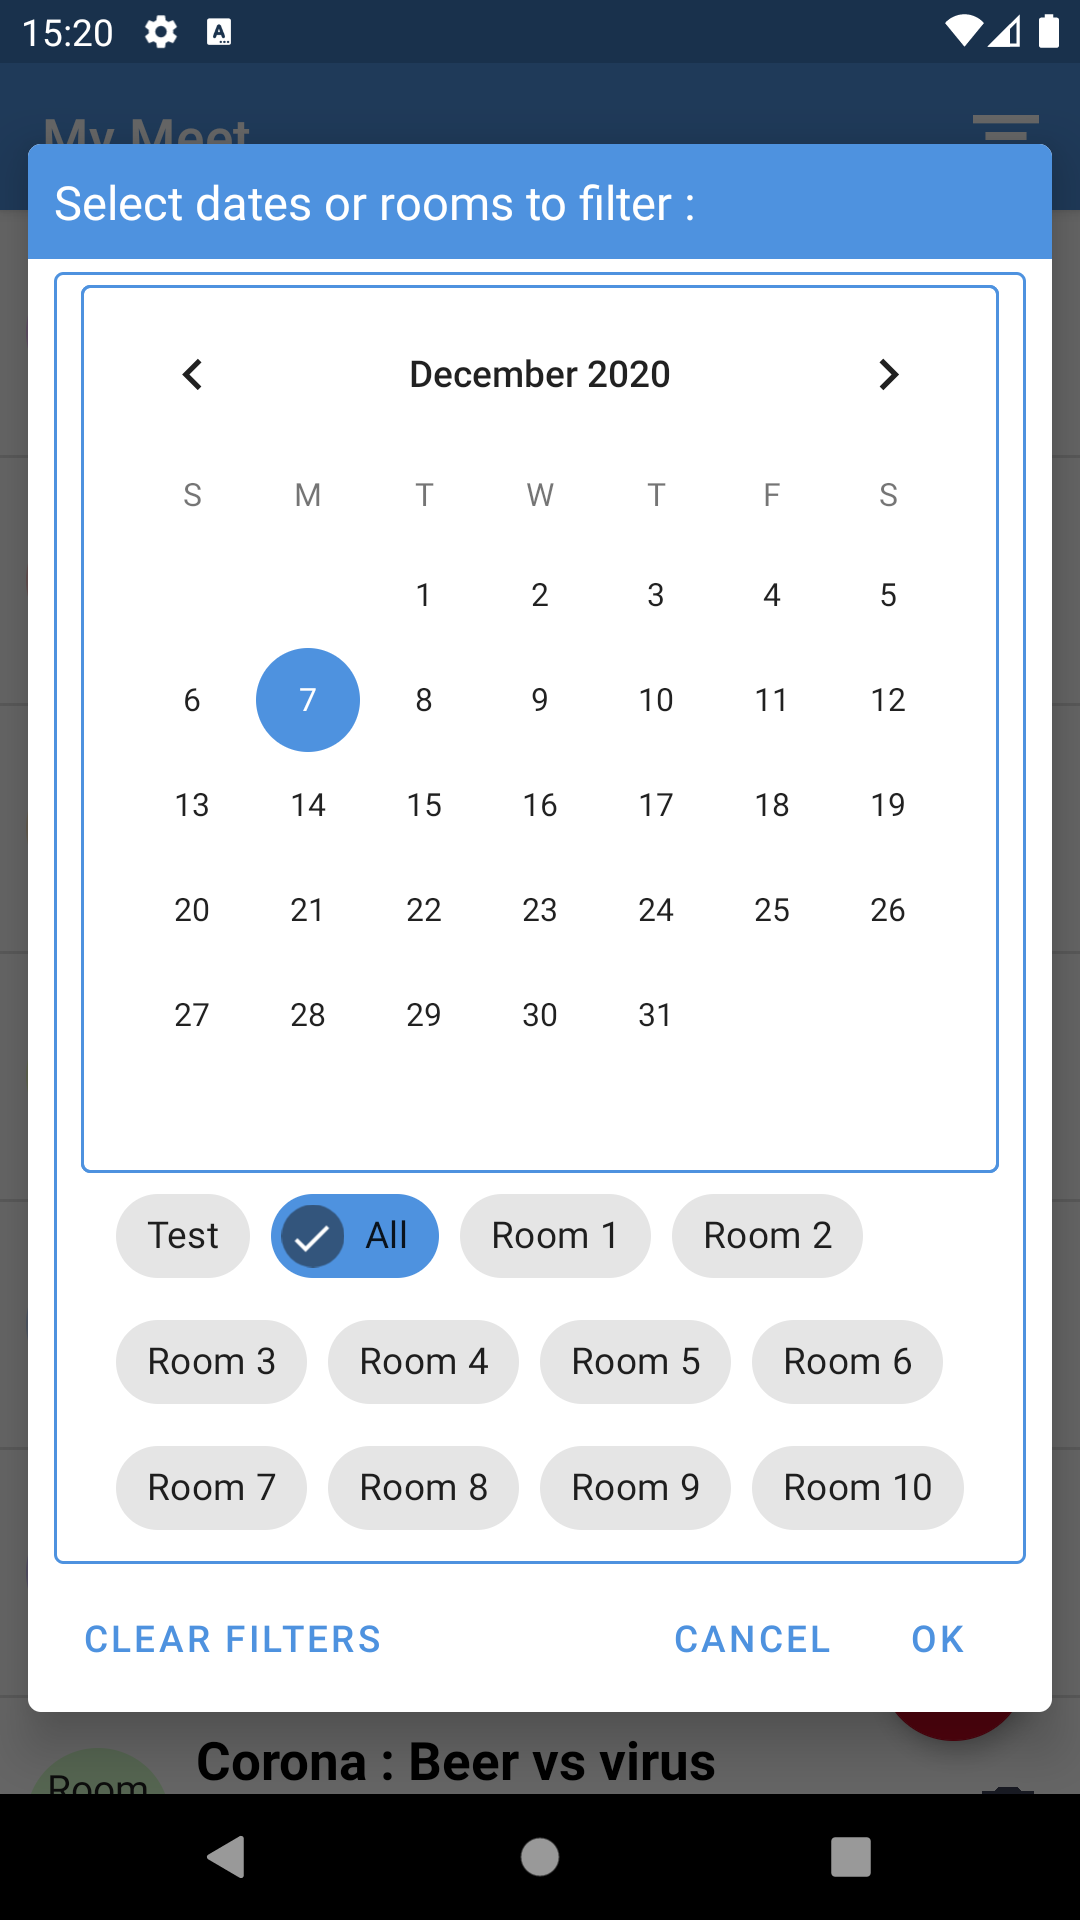 15:20
My Meet
Select dates or rooms to filter :
December 2020
S M T W T F S
1 2 3 4 5
6 7 8 9 10 11 12
13 14 15 16 17 18 19
20 21 22 23 24 25 26
27 28 29 30 31
Test All Room 1 Room 2
Room 3 Room 4 Room 5 Room 6
Room 7 Room 8 Room 9 Room 10
CLEAR FILTERS CANCEL OK
Corona : Beer vs virus
Room